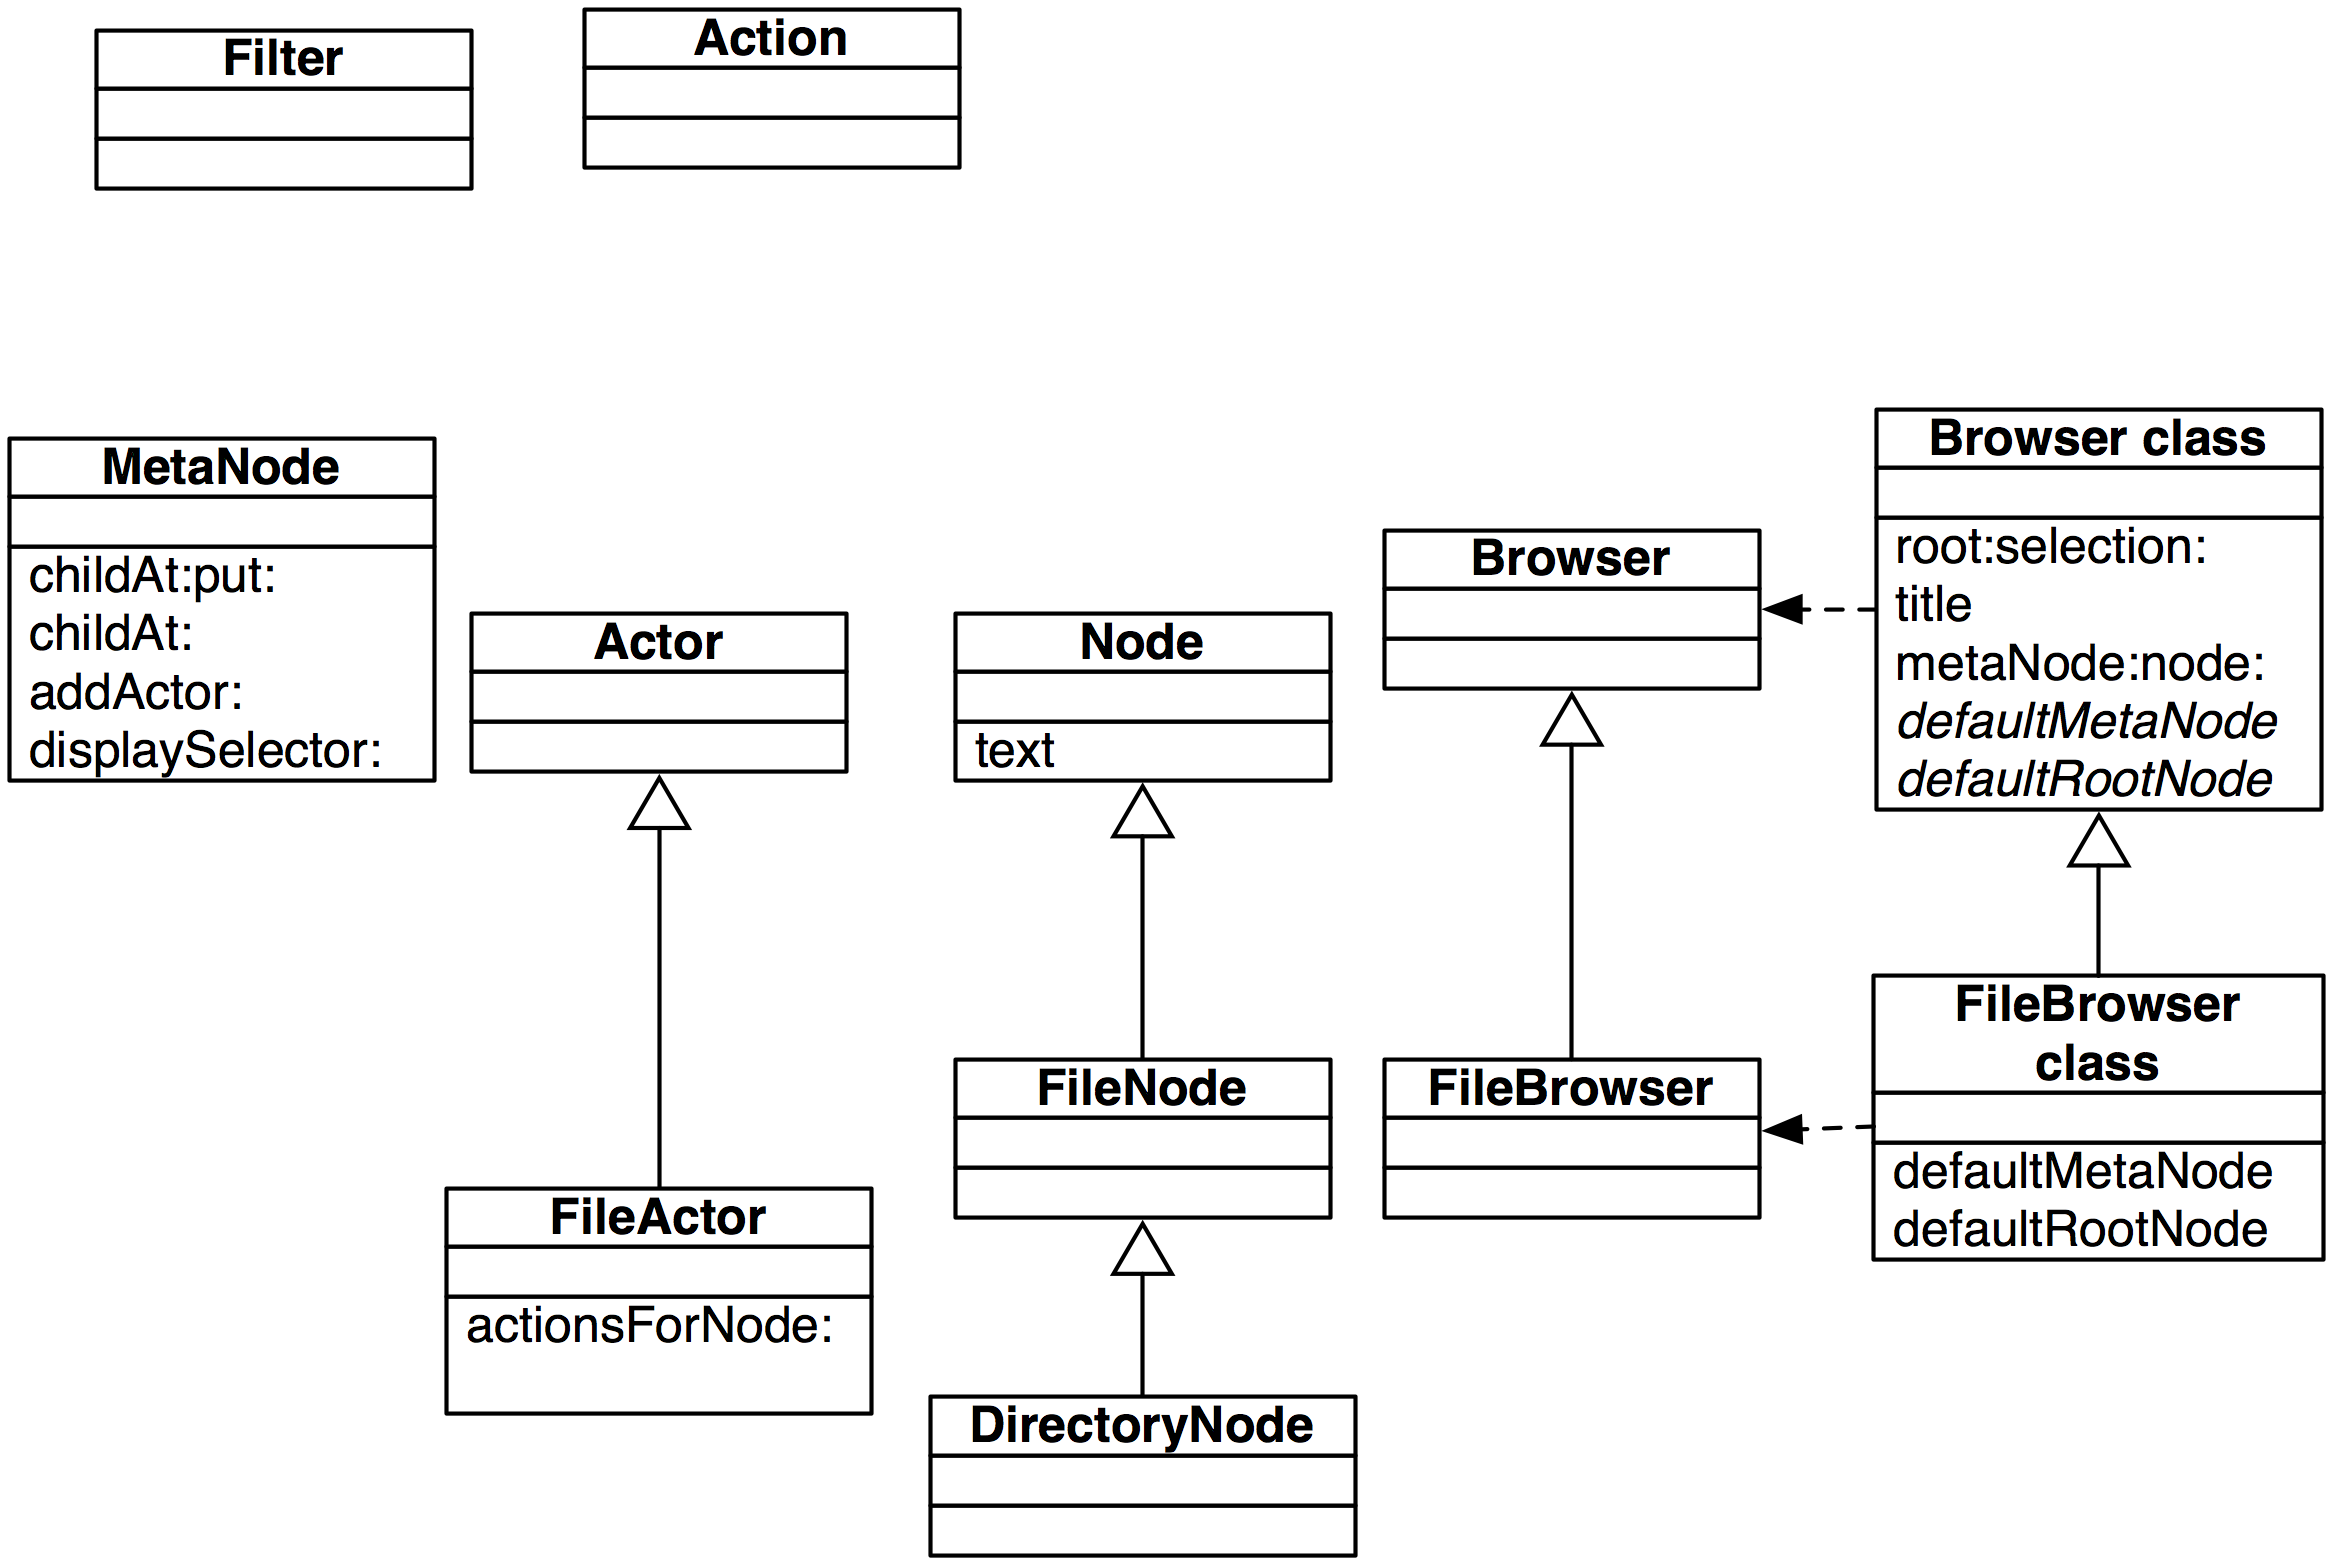 Filter
Action
MetaNode
childAt:put:
childAt:
addActor:
displaySelector:
Actor
Node
text
Browser
Browser class
root:selection:
title
metaNode:node:
defaultMetaNode
defaultRootNode
FileActor
actionsForNode:
FileNode
FileBrowser
FileBrowser
class
defaultMetaNode
defaultRootNode
DirectoryNode